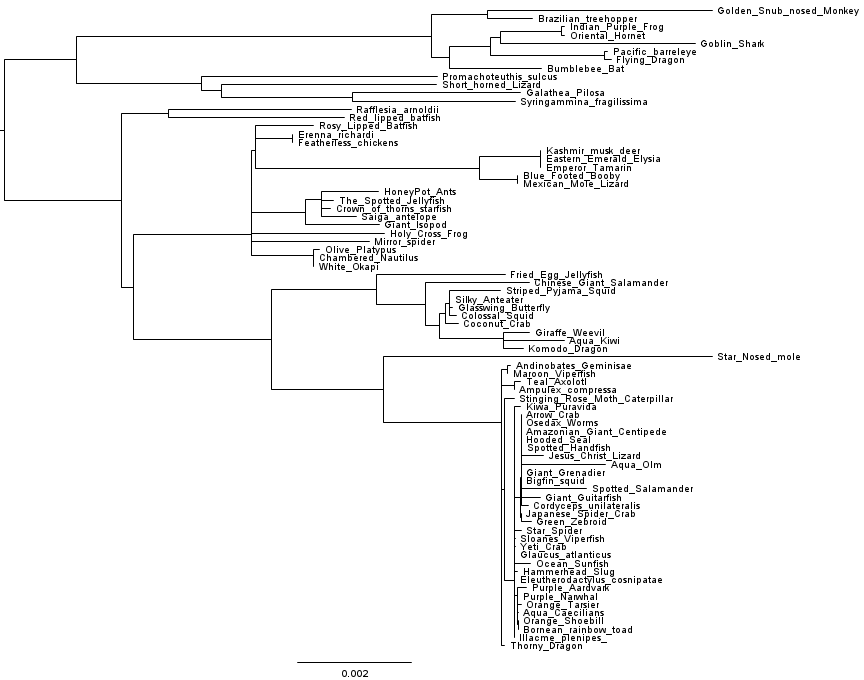 Golden_Snub_nosed_Monkey
Brazilian_treehopper
Indian_Purple_Frog
Oriental_Hornet
Goblin_Shark
Pacific_barreleye
Flying_Dragon
Bumblebee_Bat
Promachoteuthis_sulcus
Short_horned_Lizard
Galathea_Pilosa
Syringammina_fragilissima
Rafflesia_arnoldii
Red_lipped_batfish
Rosy_Lipped_Batfish
Erenna_richardi
Featherless_chickens
Kashmir_musk_deer
Eastern_Emerald_Elysia
Emperor_Tamarin
Blue_Footed_Booby
Mexican_Mole_Lizard
HoneyPot_Ants
The_Spotted_Jellyfish
Crown_of_thorns_starfish
Saiga_antelope
Giant_Isopod
Holy_Cross_Frog
Mirror_spider
Olive_Platypus
Chambered_Nautilus
White_Okapi
Fried_Egg_Jellyfish
Chinese_Giant_Salamander
Striped_Pyjama_Squid
Silky_Anteater
Glasswing_Butterfly
Colossal_Squid
Coconut_Crab
Giraffe_Weevil
Aqua_Kiwi
Komodo_Dragon
Star_Nosed_mole
Andinobates_Geminisae
Maroon_Viperfish
Teal_Axolotl
Ampulex_compressa
Stinging_Rose_Moth_Caterpillar
Kiwa_Puravida
Arrow_Crab
Osedax_Worms
Amazonian_Giant_Centipede
Hooded_Seal
Spotted_Handfish
Jesus_Christ_Lizard
Aqua_Olm
Giant_Grenadier
Bigfin_squid
Spotted_Salamander
Giant_Guitarfish
Cordyceps_unilateralis
Japanese_Spider_Crab
Green_Zebroid
Star_Spider
Sloanes_Viperfish
Yeti_Crab
Glaucus_atlanticus
Ocean_Sunfish
Hammerhead_Slug
Eleutherodactylus_cosnipatae
Purple_Aardvark
Purple_Narwhal
Orange_Tarsier
Aqua_Caecilians
Orange_Shoebill
Bornean_rainbow_toad
Illacme_plenipes_
Thorny_Dragon
0.002